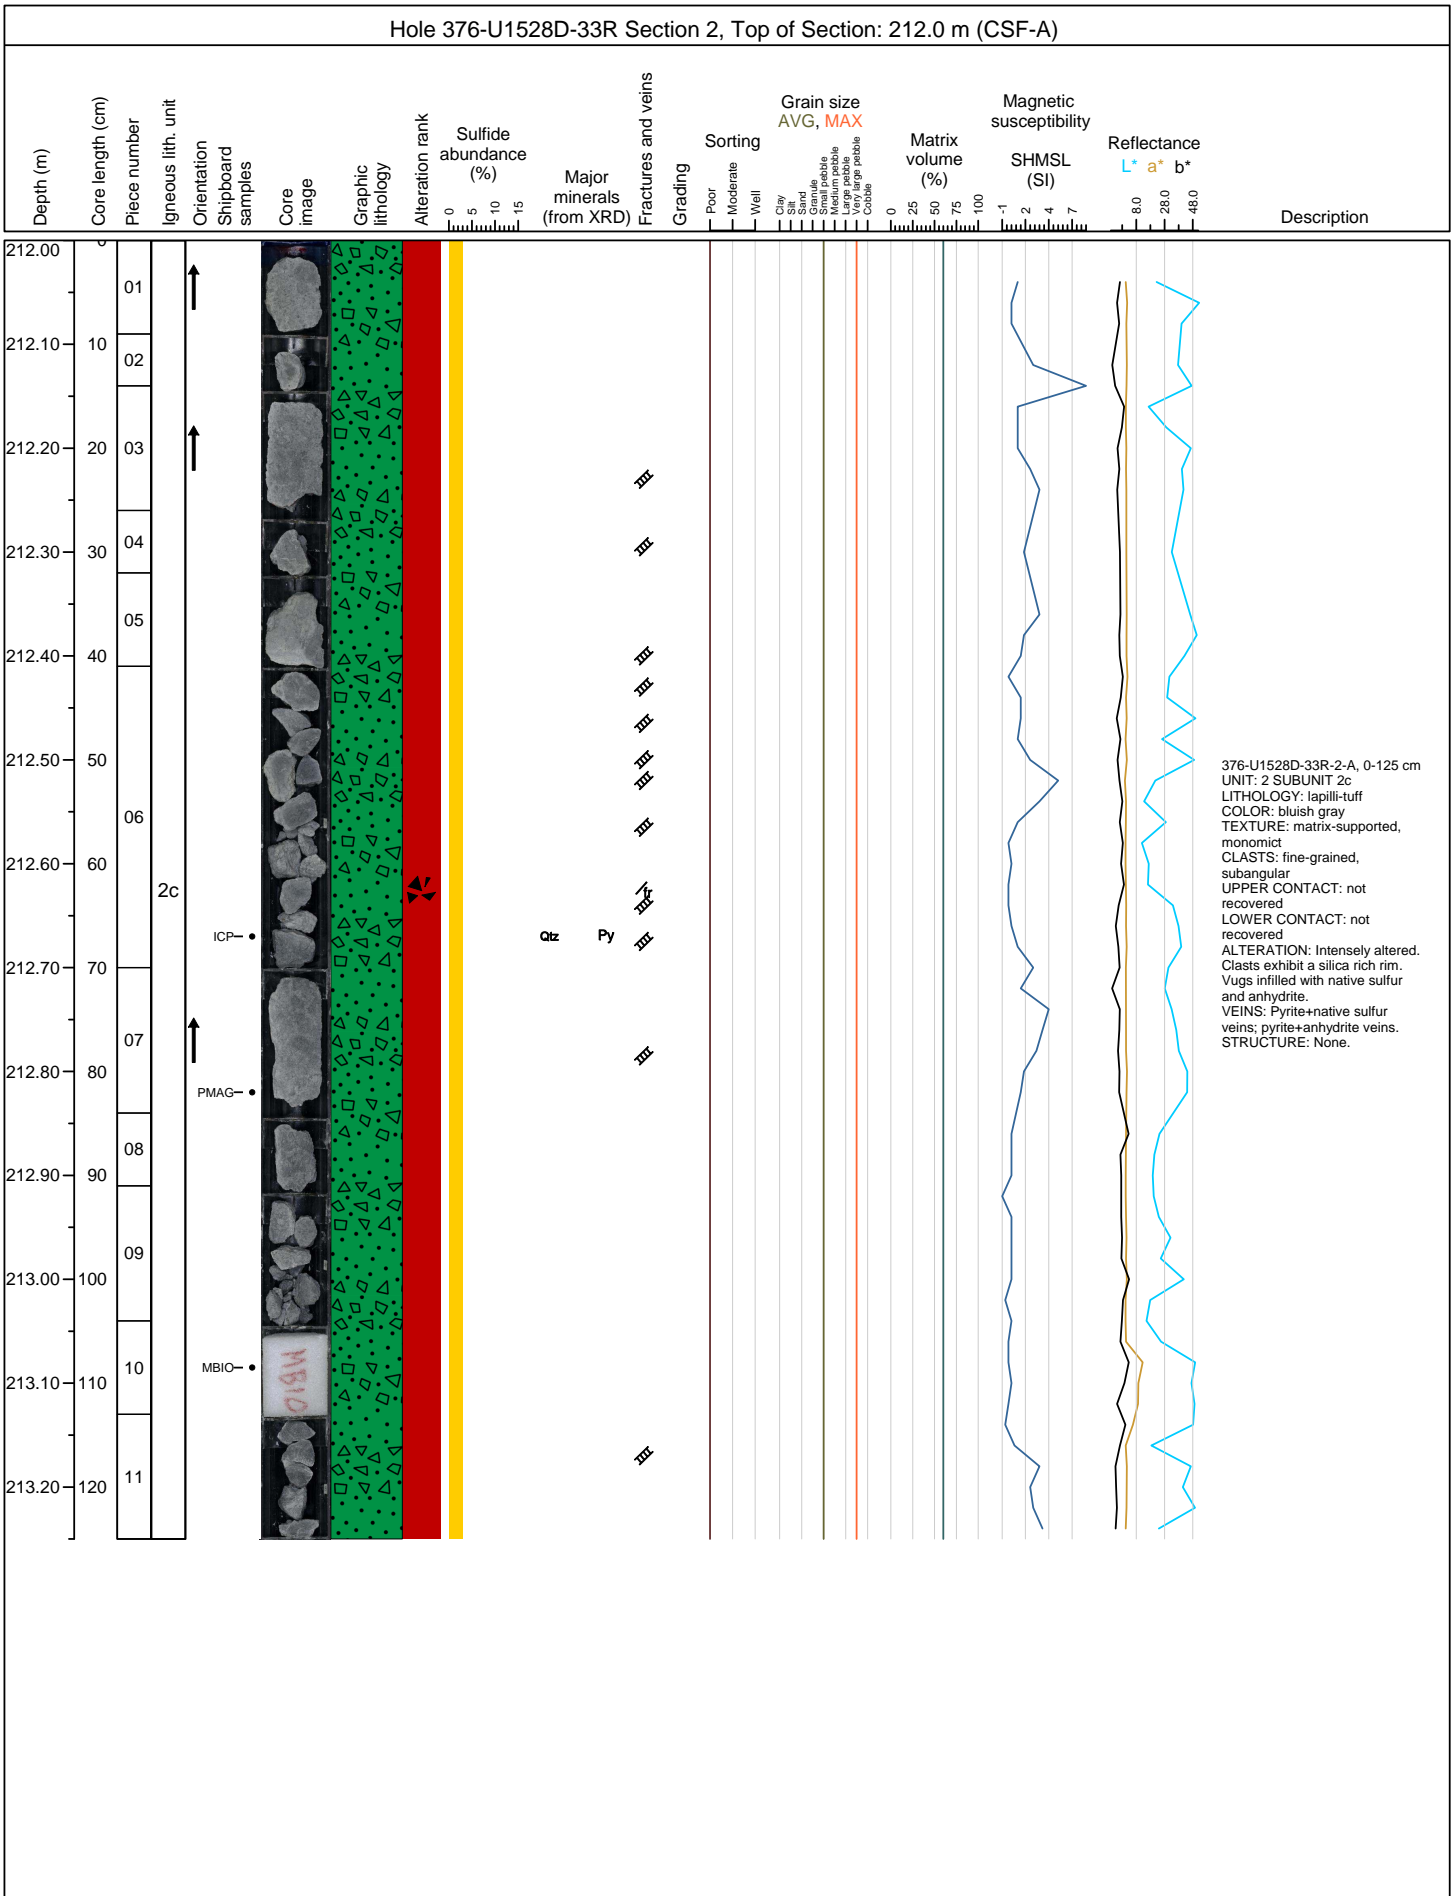 Hole 376-U1528D-33R Section 2, Top of Section: 212.0 m (CSF-A)
Depth (m)
Core length (cm)
Piece number
Igneous lith. unit
Orientation
Shipboard
samples
Core
image
Graphic
lithology
Alteration rank
Sulfide
abundance
(%)
0 5 10 15
Major
minerals
(from XRD)
Fractures and veins
Grading
Sorting
Poor
Moderate
Well
Grain size
AVG, MAX
Clay
Silt
Sand
Granule
Small pebble
Medium pebble
Large pebble
Very large pebble
Cobble
Matrix
volume
(%)
0 25 50 75 100
Magnetic
susceptibility
SHMSL
(SI)
-1 2 4 7
Reflectance
L* a* b*
8.0 28.0 48.0
Description
212.00 0
01
212.10 10
02
212.20 20
03
04
212.30 30
05
212.40 40
212.50 50
06
212.60 60
2c
fr
ICP
Qtz Py
212.70 70
07
212.80 80
PMAG
08
212.90 90
09
213.00 100
10
MBIO
MBIO
213.10 110
11
213.20 120
376-U1528D-33R-2-A, 0-125 cm
UNIT: 2 SUBUNIT 2c
LITHOLOGY: lapilli-tuff
COLOR: bluish gray
TEXTURE: matrix-supported,
monomict
CLASTS: fine-grained,
subangular
UPPER CONTACT: not
recovered
LOWER CONTACT: not
recovered
ALTERATION: Intensely altered.
Clasts exhibit a silica rich rim.
Vugs infilled with native sulfur
and anhydrite.
VEINS: Pyrite+native sulfur
veins; pyrite+anhydrite veins.
STRUCTURE: None.